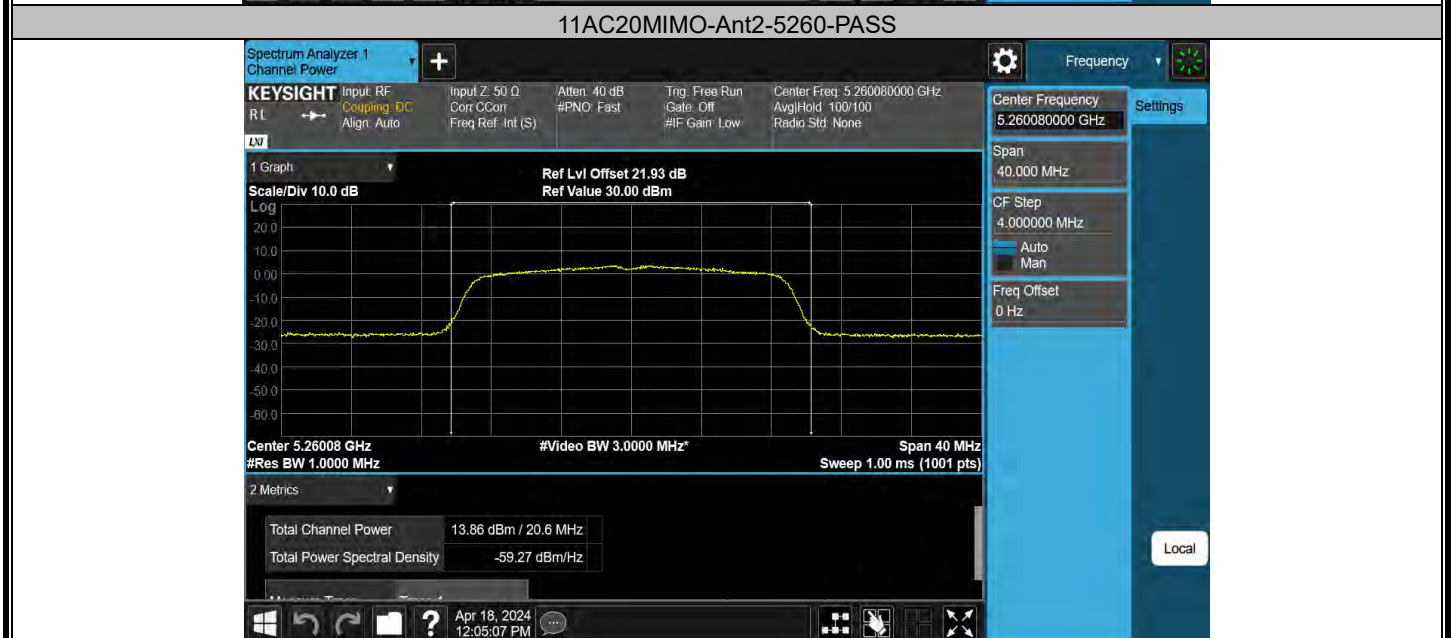 11AC20MIMO-Ant2-5260-PASS
Spectrum Analyzer 1
Channel Power
+
Frequency
KEYSIGHT
RL
LXI
Input: RF
Coupling: DC
Align: Auto
Input Z: 50 Ω
Corr CCorr
Freq Ref: Int (S)
Atten: 40 dB
#PNO: Fast
Trig: Free Run
Gate: Off
#IF Gain: Low
Center Freq: 5.260080000 GHz
Avg|Hold: 100/100
Radio Std: None
Center Frequency
5.260080000 GHz
Settings
Span
40.000 MHz
CF Step
4.000000 MHz
Auto
Man
Freq Offset
0 Hz
1 Graph
Scale/Div 10.0 dB
Ref Lvl Offset 21.93 dB
Ref Value 30.00 dBm
Log
20.0
10.0
0.00
-10.0
-20.0
-30.0
-40.0
-50.0
-60.0
Center 5.26008 GHz
#Video BW 3.0000 MHz*
Span 40 MHz
#Res BW 1.0000 MHz
Sweep 1.00 ms (1001 pts)
2 Metrics
Total Channel Power 13.86 dBm / 20.6 MHz
Total Power Spectral Density -59.27 dBm/Hz
Local
?
Apr 18, 2024
12:05:07 PM